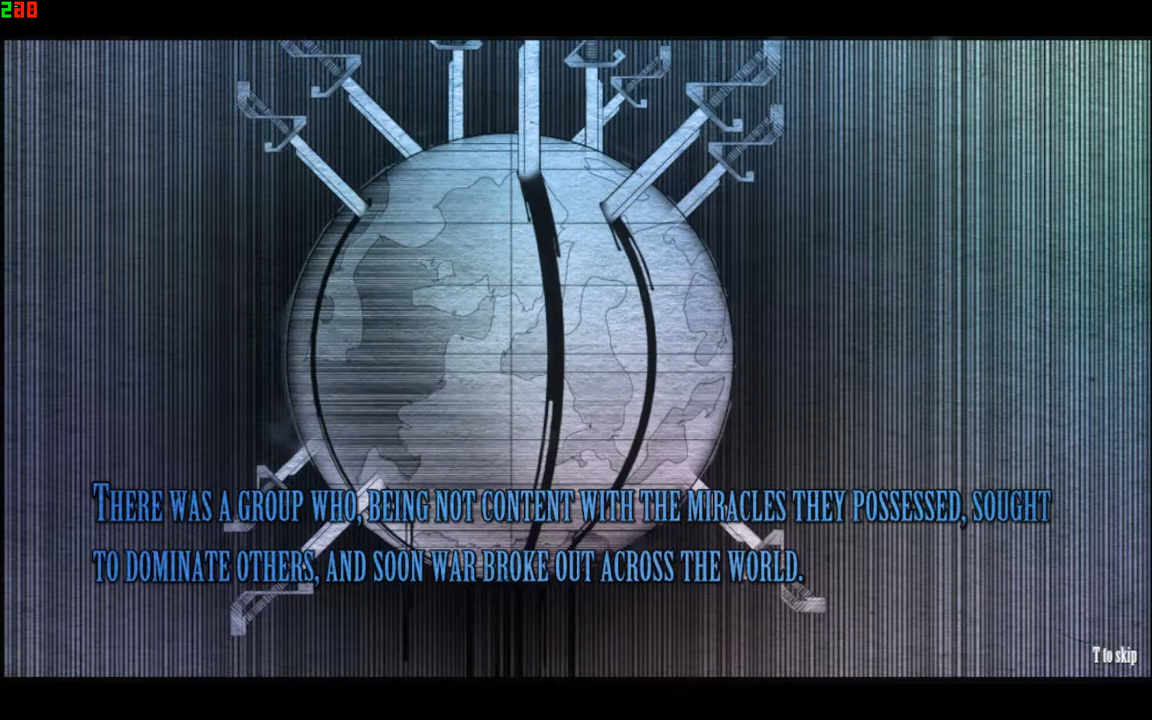 THERE WAS A GROUP WHO, BEING NOT CONTENT WITH THE MIRACLES THEY POSSESSED, SOUGHT
TO DOMINATE OTHERS, AND SOON WAR BROKE OUT ACROSS THE WORLD.
T to skip